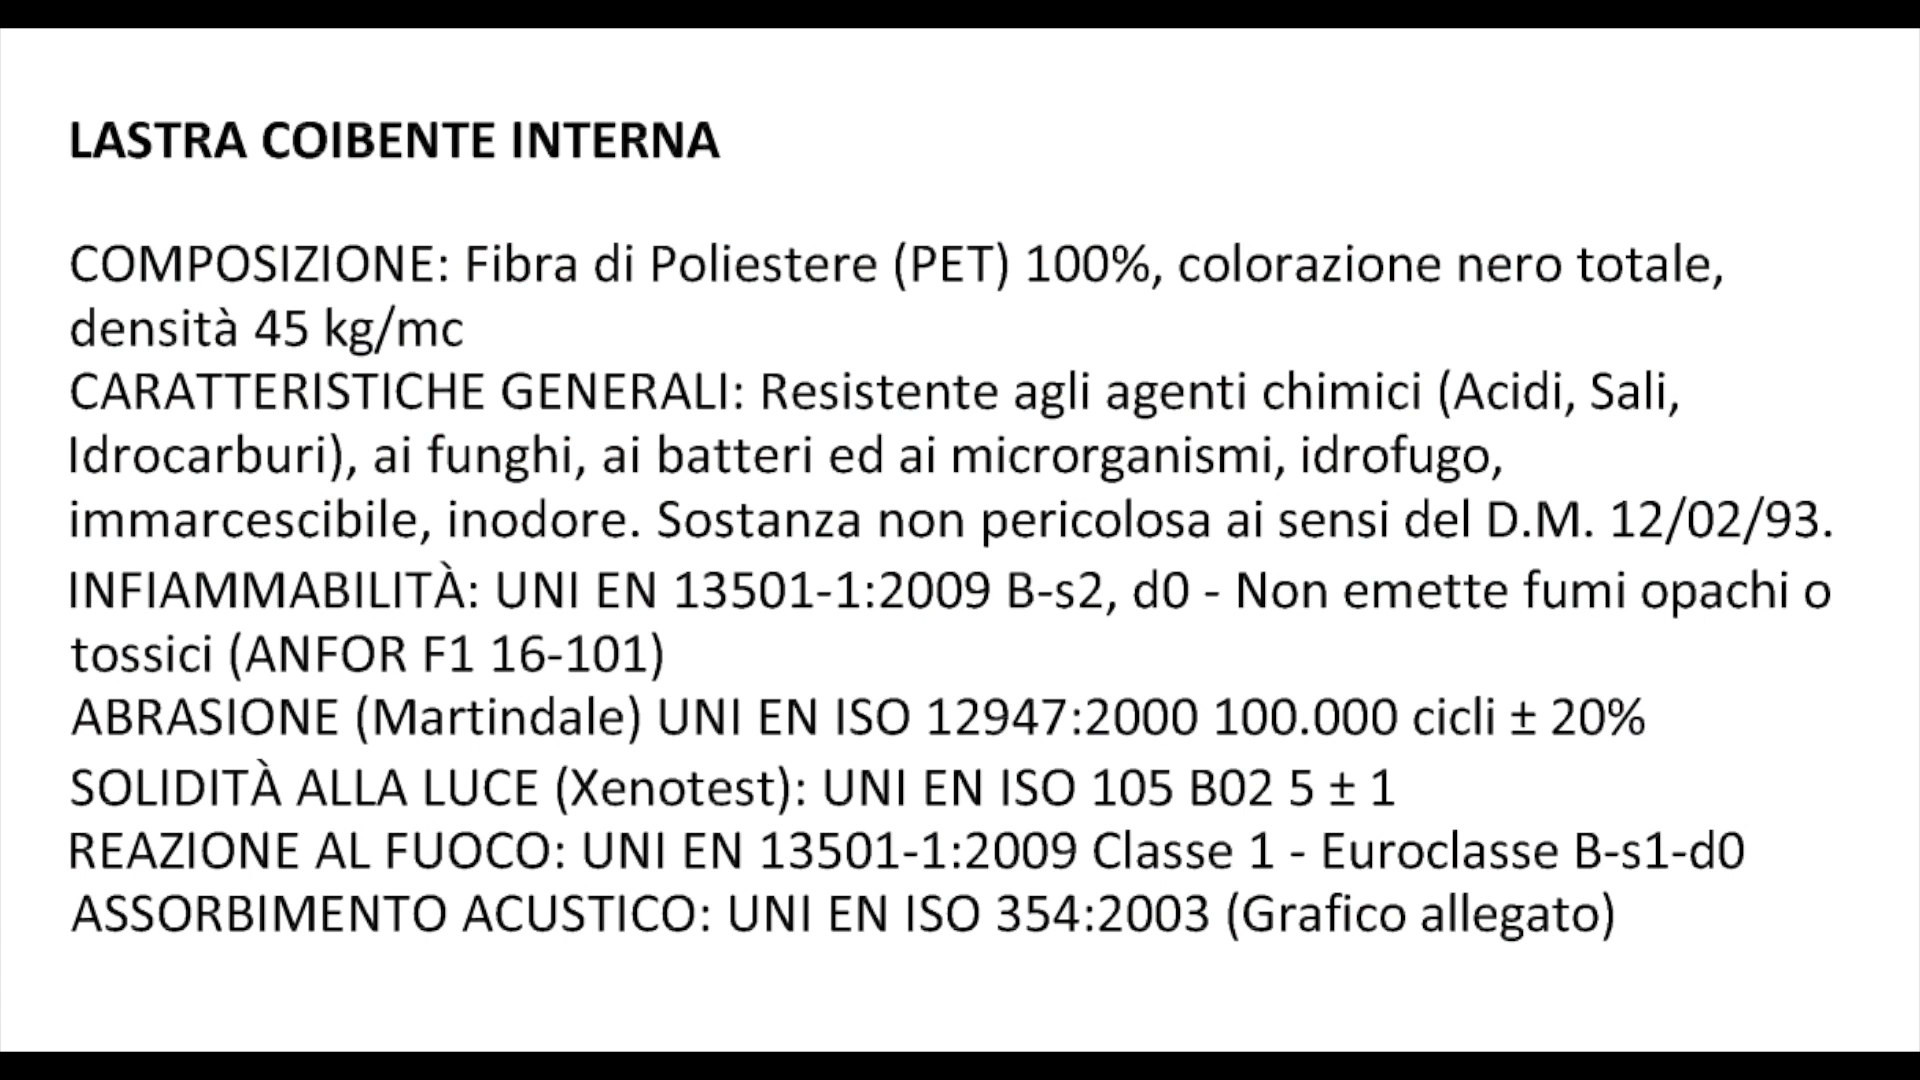 LASTRA COIBENTE INTERNA
COMPOSIZIONE: Fibra di Poliestere (PET) 100%, colorazione nero totale,
densità 45 kg/mc
CARATTERISTICHE GENERALI: Resistente agli agenti chimici (Acidi, Sali,
Idrocarburi), ai funghi, ai batteri ed ai microrganismi, idrofugo,
immarcescibile, inodore. Sostanza non pericolosa ai sensi del D.M. 12/02/93.
INFIAMMABILITÀ: UNI EN 13501-1:2009 B-s2, d0 - Non emette fumi opachi o
tossici (ANFOR F1 16-101)
ABRASIONE (Martindale) UNI EN ISO 12947:2000 100.000 cicli ± 20%
SOLIDITÀ ALLA LUCE (Xenotest): UNI EN ISO 105 B02 5 ± 1
REAZIONE AL FUOCO: UNI EN 13501-1:2009 Classe 1 - Euroclasse B-s1-d0
ASSORBIMENTO ACUSTICO: UNI EN ISO 354:2003 (Grafico allegato)